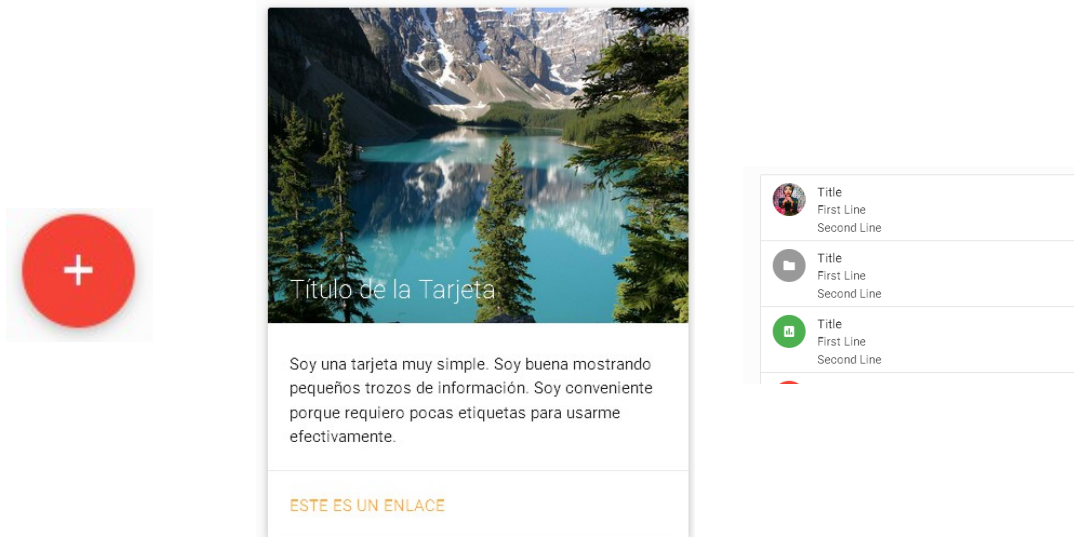 Título de la Tarjeta
Soy una tarjeta muy simple. Soy buena mostrando
pequeños trozos de información. Soy conveniente
porque requiero pocas etiquetas para usarme
efectivamente.
ESTE ES UN ENLACE
Title
First Line
Second Line
Title
First Line
Second Line
Title
First Line
Second Line